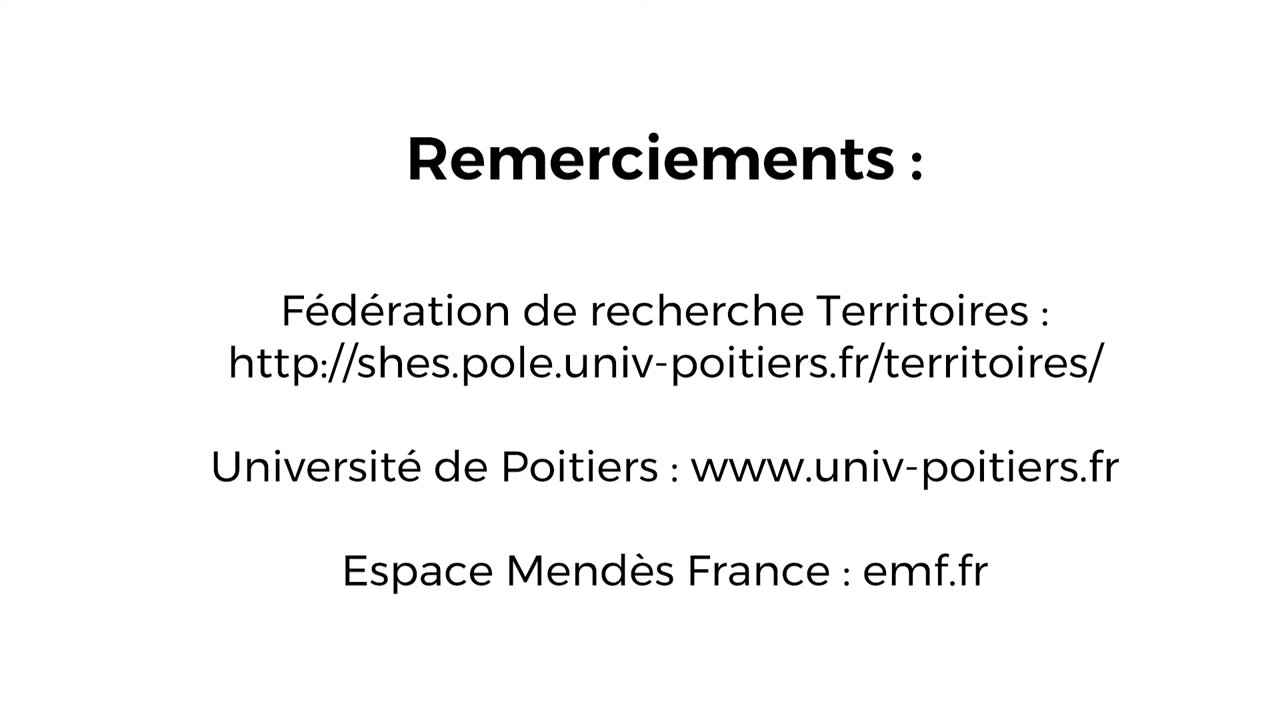 Remerciements :
Fédération de recherche Territoires :
http://shes.pole.univ-poitiers.fr/territoires/
Université de Poitiers : www.univ-poitiers.fr
Espace Mendès France : emf.fr